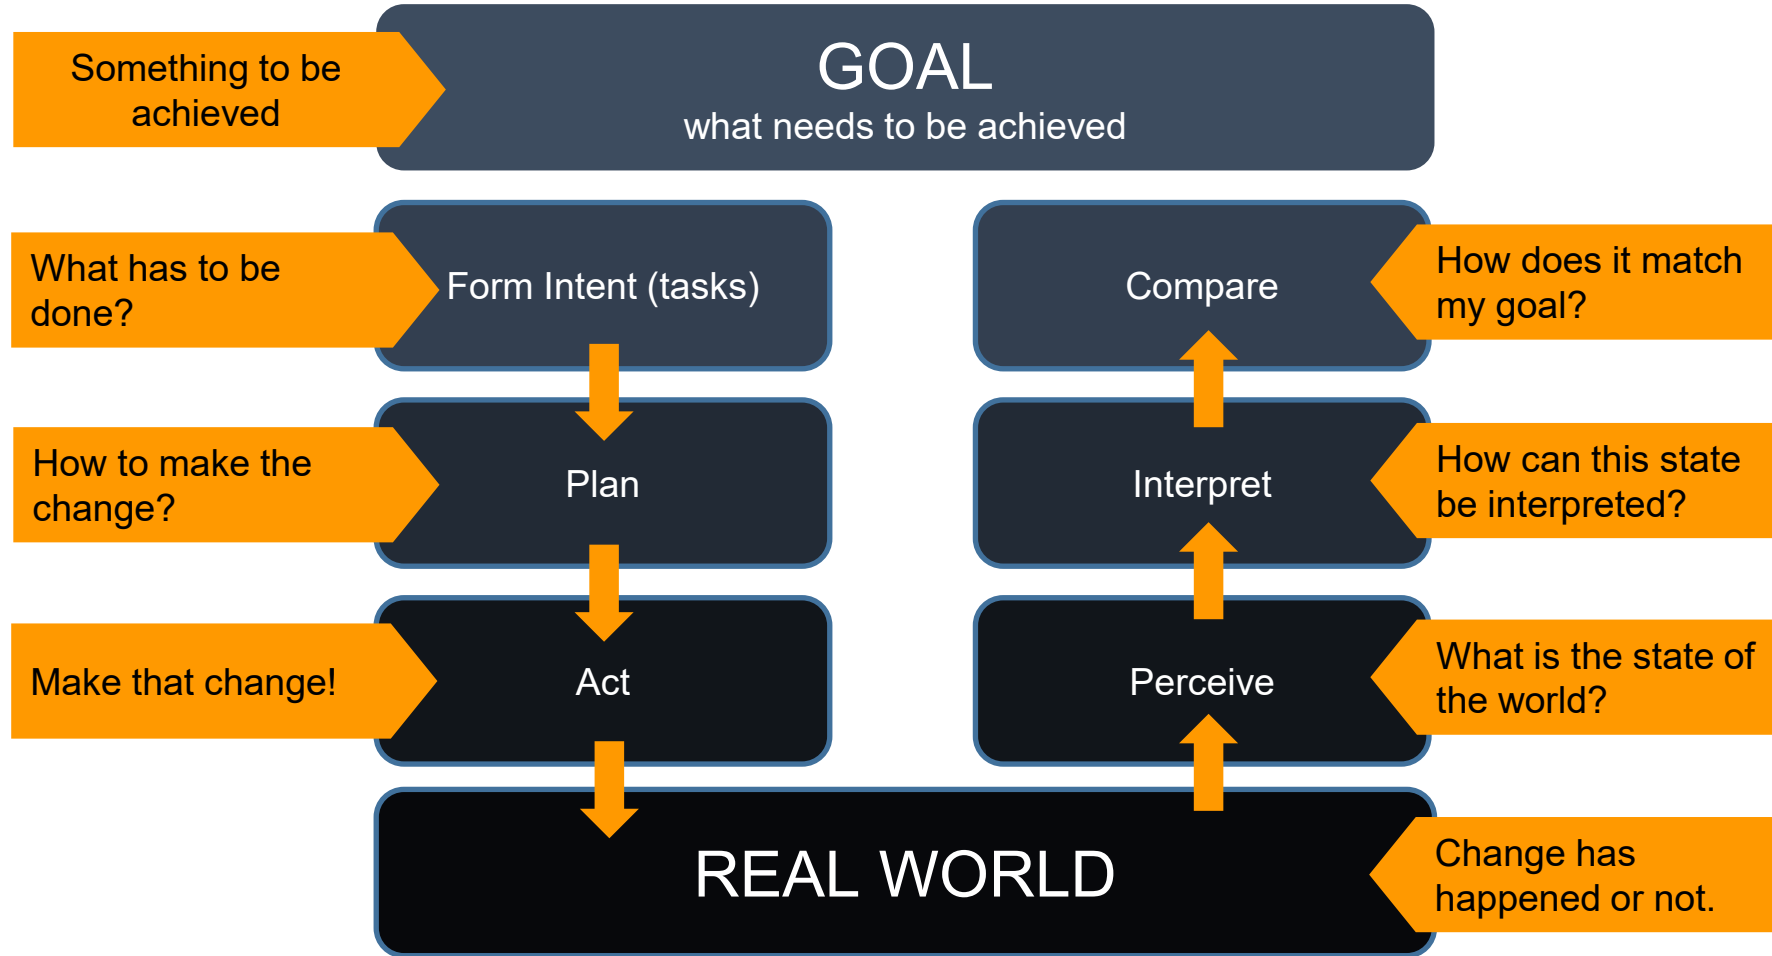 Something to be
achieved
GOAL
what needs to be achieved
What has to be
done?
Form Intent (tasks)
Compare
How does it match
my goal?
How to make the
change?
Plan
Interpret
How can this state
be interpreted?
Make that change!
Act
Perceive
What is the state of
the world?
REAL WORLD
Change has
happened or not.